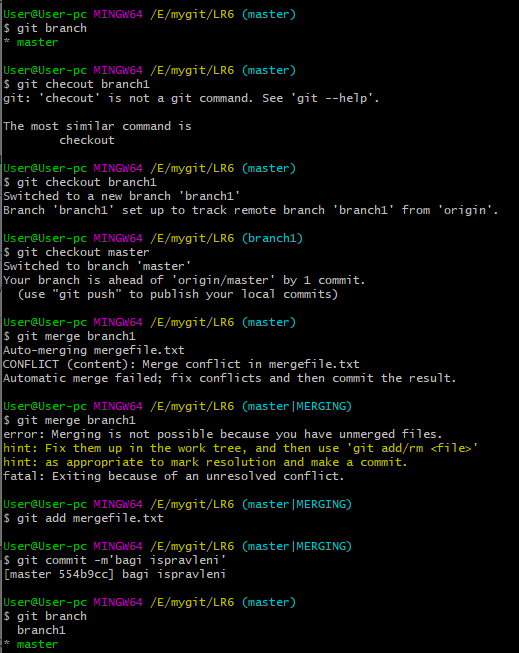 User@User-pc MINGW64 /E/mygit/LR6 (master)
$ git branch
* master
User@User-pc MINGW64 /E/mygit/LR6 (master)
$ git checout branch1
git: 'checout' is not a git command. See 'git --help'.
The most similar command is
        checkout
User@User-pc MINGW64 /E/mygit/LR6 (master)
$ git checkout branch1
Switched to a new branch 'branch1'
Branch 'branch1' set up to track remote branch 'branch1' from 'origin'.
User@User-pc MINGW64 /E/mygit/LR6 (branch1)
$ git checkout master
Switched to branch 'master'
Your branch is ahead of 'origin/master' by 1 commit.
  (use "git push" to publish your local commits)
User@User-pc MINGW64 /E/mygit/LR6 (master)
$ git merge branch1
Auto-merging mergefile.txt
CONFLICT (content): Merge conflict in mergefile.txt
Automatic merge failed; fix conflicts and then commit the result.
User@User-pc MINGW64 /E/mygit/LR6 (master|MERGING)
$ git merge branch1
error: Merging is not possible because you have unmerged files.
hint: Fix them up in the work tree, and then use 'git add/rm <file>'
hint: as appropriate to mark resolution and make a commit.
fatal: Exiting because of an unresolved conflict.
User@User-pc MINGW64 /E/mygit/LR6 (master|MERGING)
$ git add mergefile.txt
User@User-pc MINGW64 /E/mygit/LR6 (master|MERGING)
$ git commit -m'bagi ispravleni'
[master 554b9cc] bagi ispravleni
User@User-pc MINGW64 /E/mygit/LR6 (master)
$ git branch
  branch1
* master